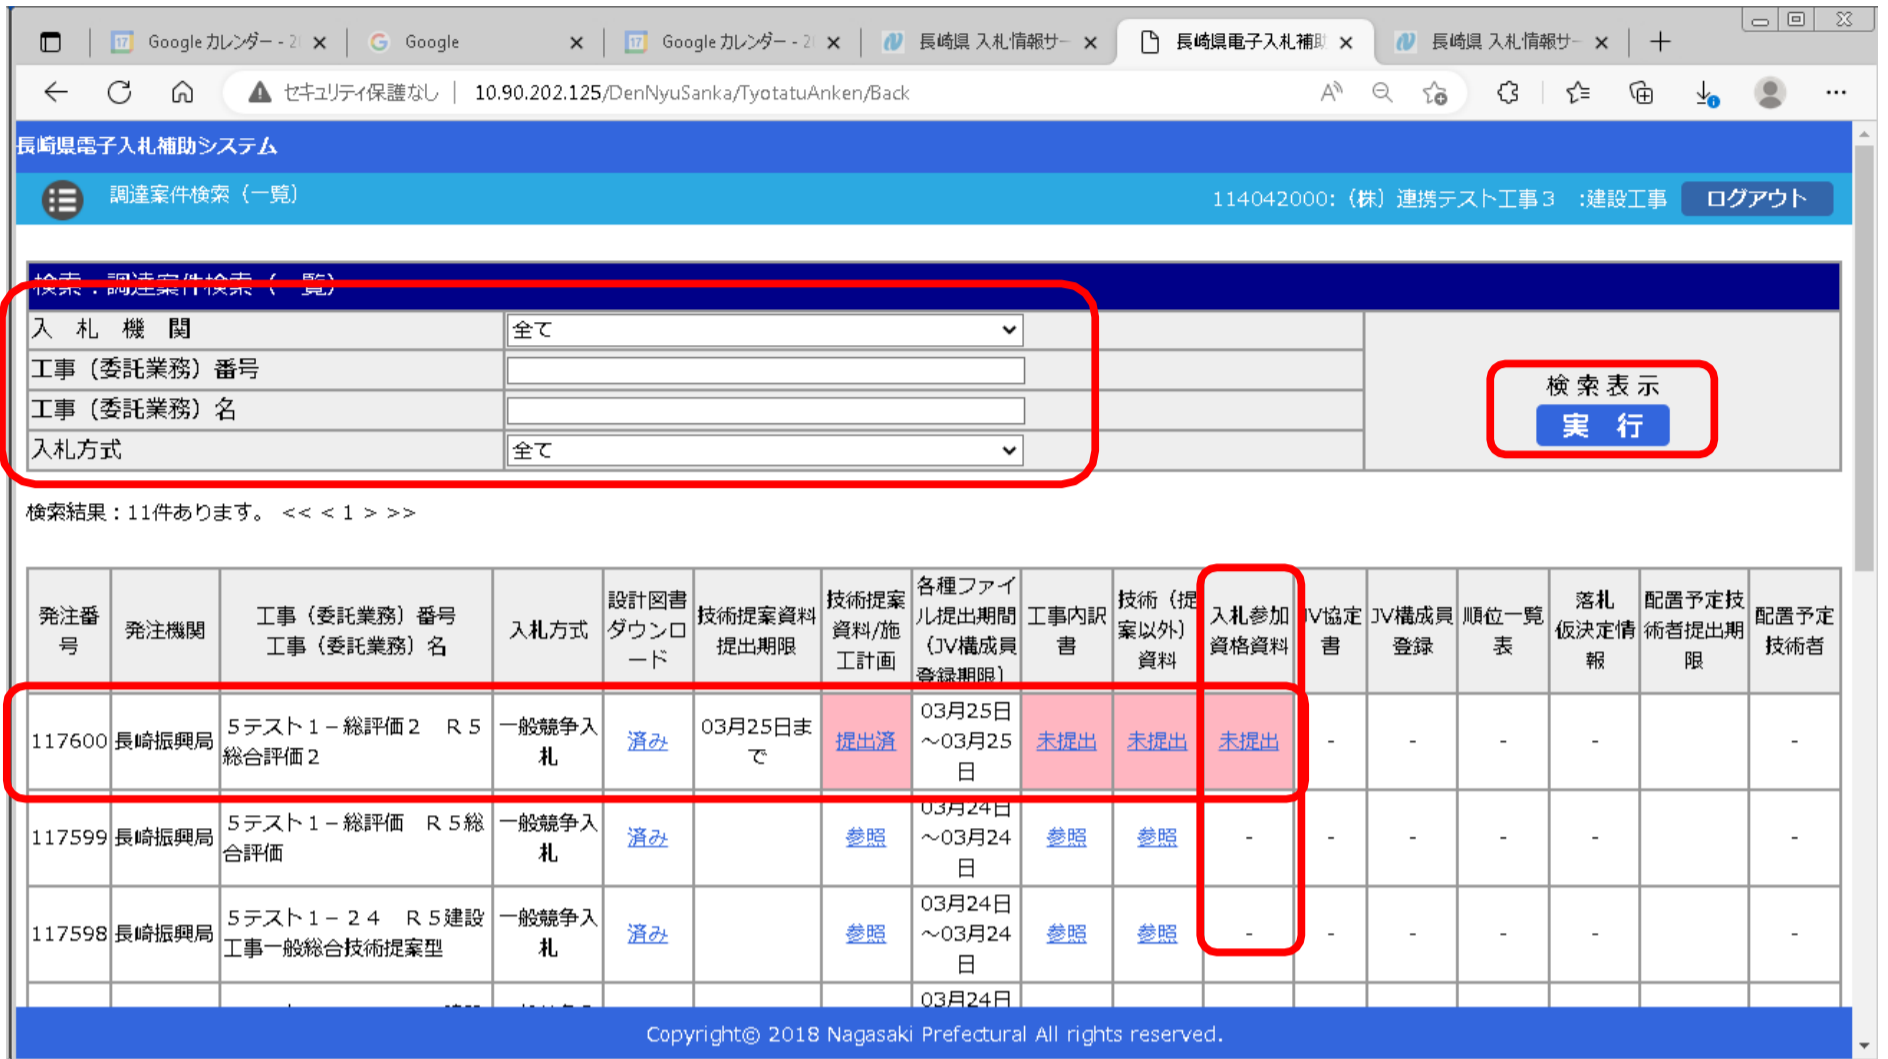 Google カレンダー - 2
Google
Google カレンダー - 2
長崎県 入札情報サー
長崎県電子入札補助
長崎県 入札情報サー
セキュリティ保護なし | 10.90.202.125/DenNyuSanka/TyotatuAnken/Back
長崎県電子入札補助システム
調達案件検索（一覧）
114042000:（株）連携テスト工事３ :建設工事
ログアウト
検索：調達案件検索（一覧）
入 札 機 関
全て
工事（委託業務）番号
工事（委託業務）名
入札方式
全て
検索表示
実 行
検索結果：11件あります。 << < 1 > >>
発注番
号
発注機関
工事（委託業務）番号
工事（委託業務）名
入札方式
設計図書
ダウンロ
ード
技術提案資料
提出期限
技術提案
資料/施
工計画
各種ファイ
ル提出期間
（JV構成員
登録期限）
工事内訳
書
技術（提
案以外）
資料
入札参加
資格資料
JV協定
書
JV構成員
登録
順位一覧
表
落札
仮決定情
報
配置予定技
術者提出期
限
配置予定
技術者
117600
長崎振興局
５テスト１－総評価２ Ｒ５
総合評価２
一般競争入
札
済み
03月25日ま
で
提出済
03月25日
～03月25
日
未提出
未提出
未提出
-
-
-
-
-
117599
長崎振興局
５テスト１－総評価 Ｒ５総
合評価
一般競争入
札
済み
参照
03月24日
～03月24
日
参照
参照
-
-
-
-
-
-
117598
長崎振興局
５テスト１－２４ Ｒ５建設
工事一般総合技術提案型
一般競争入
札
済み
参照
03月24日
～03月24
日
参照
参照
-
-
-
-
-
-
03月24日
Copyright© 2018 Nagasaki Prefectural All rights reserved.